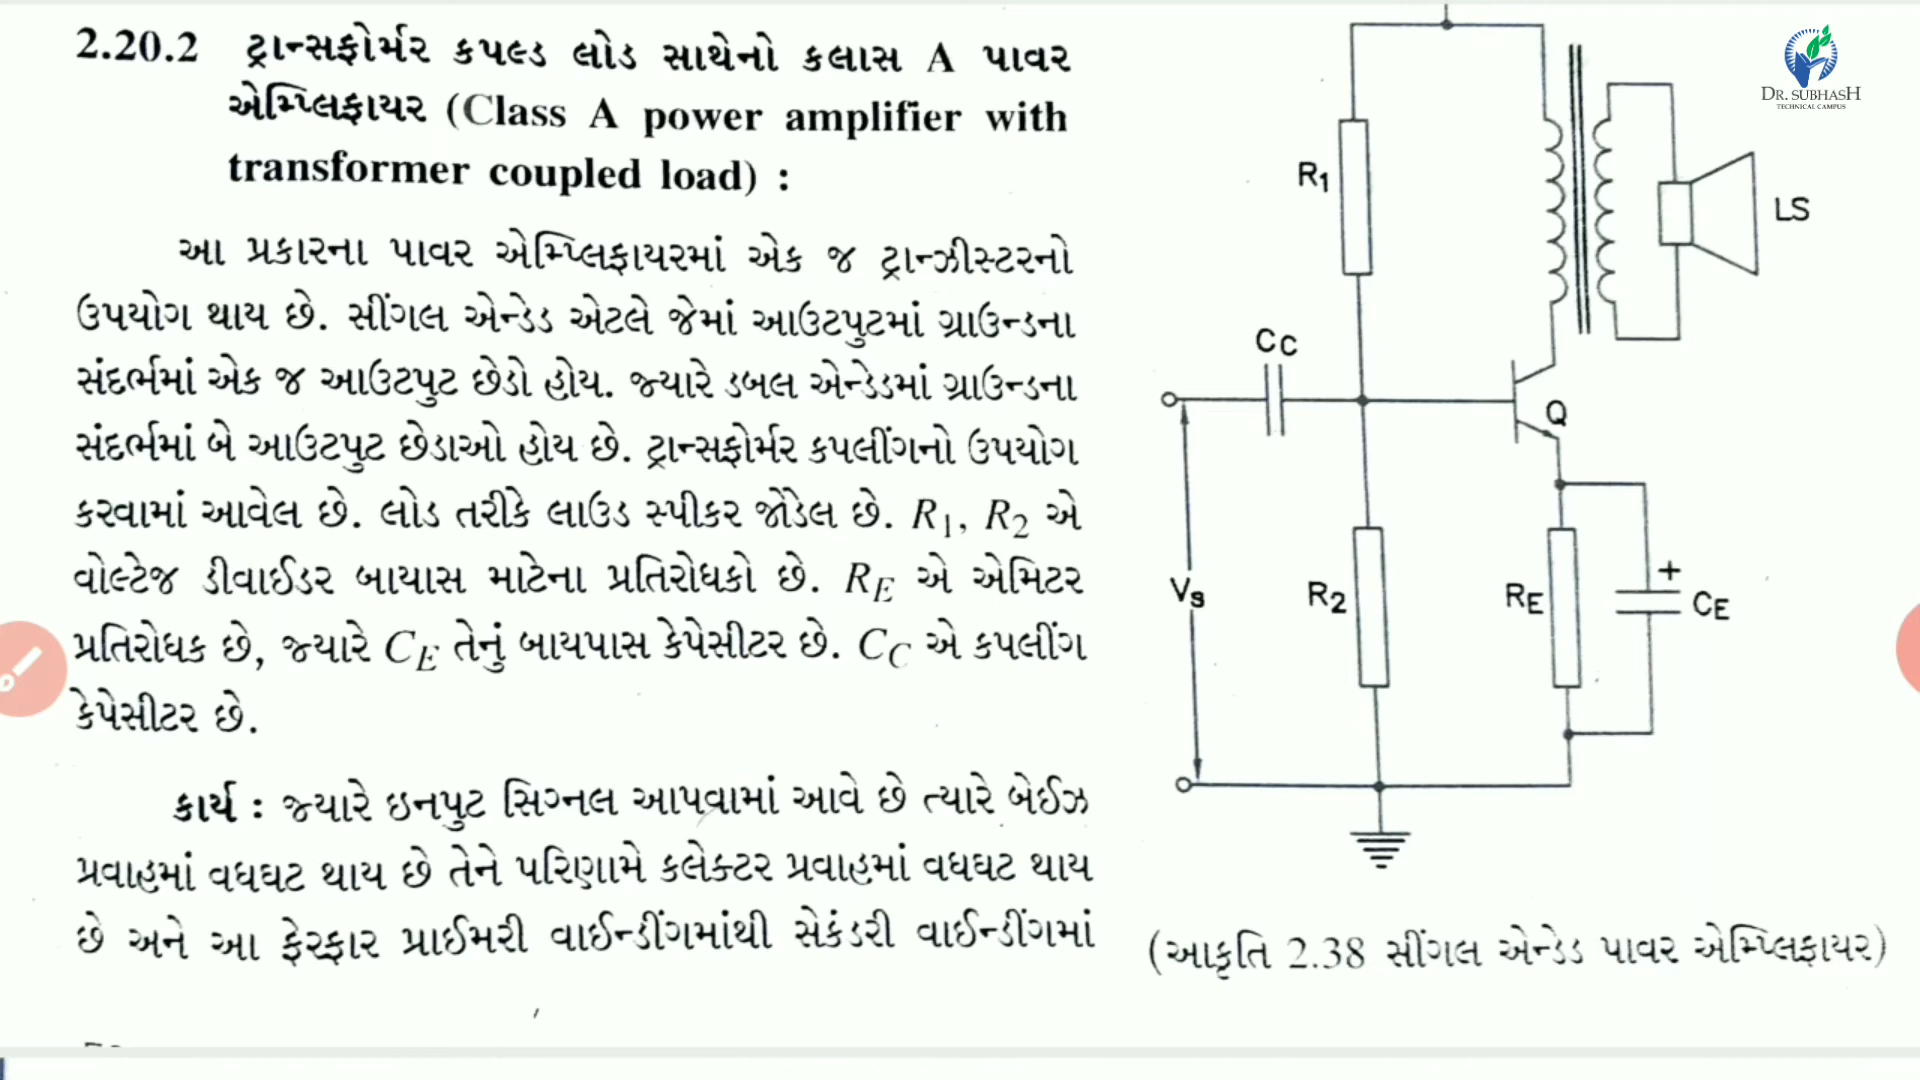 2.20.2 ટ્રાન્સફોર્મર કપલ્ડ લોડ સાથેનો કલાસ A પાવર
એમ્પ્લિફાયર (Class A power amplifier with
transformer coupled load) :
આ પ્રકારના પાવર એમ્પ્લિફાયરમાં એક જ ટ્રાન્ઝીસ્ટરનો
ઉપયોગ થાય છે. સીંગલ એન્ડેડ એટલે જેમાં આઉટપુટમાં ગ્રાઉન્ડના
સંદર્ભમાં એક જ આઉટપુટ છેડો હોય. જ્યારે ડબલ એન્ડેડમાં ગ્રાઉન્ડના
સંદર્ભમાં બે આઉટપુટ છેડાઓ હોય છે. ટ્રાન્સફોર્મર કપલીંગનો ઉપયોગ
કરવામાં આવેલ છે. લોડ તરીકે લાઉડ સ્પીકર જોડેલ છે. R1, R2 એ
વોલ્ટેજ ડીવાઈડર બાયાસ માટેના પ્રતિરોધકો છે. RE એ એમિટર
પ્રતિરોધક છે, જ્યારે CE તેનું બાયપાસ કેપેસીટર છે. CC એ કપલીંગ
કેપેસીટર છે.
કાર્ય : જ્યારે ઇનપુટ સિગ્નલ આપવામાં આવે છે ત્યારે બેઈઝ
પ્રવાહમાં વધઘટ થાય છે તેને પરિણામે કલેક્ટર પ્રવાહમાં વધઘટ થાય
છે અને આ ફેરફાર પ્રાઈમરી વાઈન્ડીંગમાંથી સેકંડરી વાઈન્ડીંગમાં
DR. SUBHASH
TECHNICAL CAMPUS
R1
LS
CC
Q
Vs
R2
RE
+
CE
(આકૃતિ 2.38 સીંગલ એન્ડેડ પાવર એમ્પ્લિફાયર)